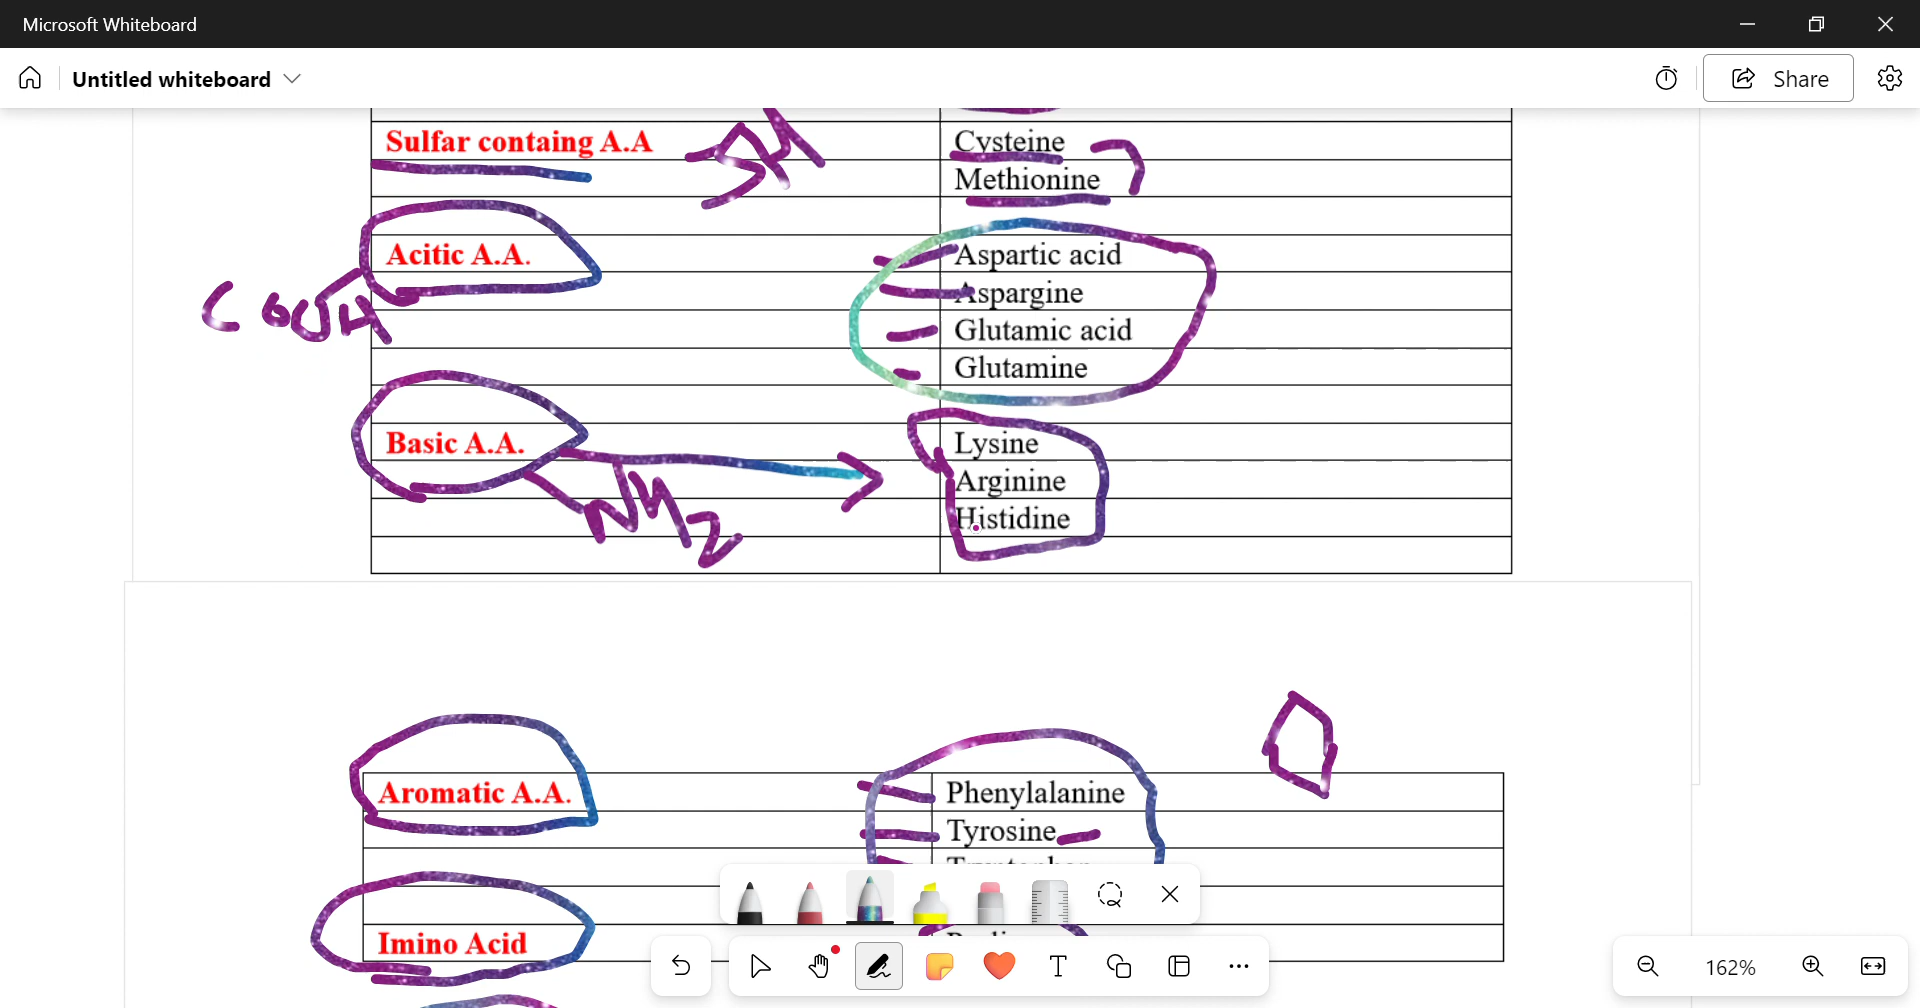 Microsoft Whiteboard
Untitled whiteboard
Share
Sulfar containg A.A
SH
Cysteine
Methionine
Acitic A.A.
COOH
Aspartic acid
Aspargine
Glutamic acid
Glutamine
Basic A.A.
NH2
Lysine
Arginine
Histidine
Aromatic A.A.
Phenylalanine
Tyrosine
Imino Acid
162%